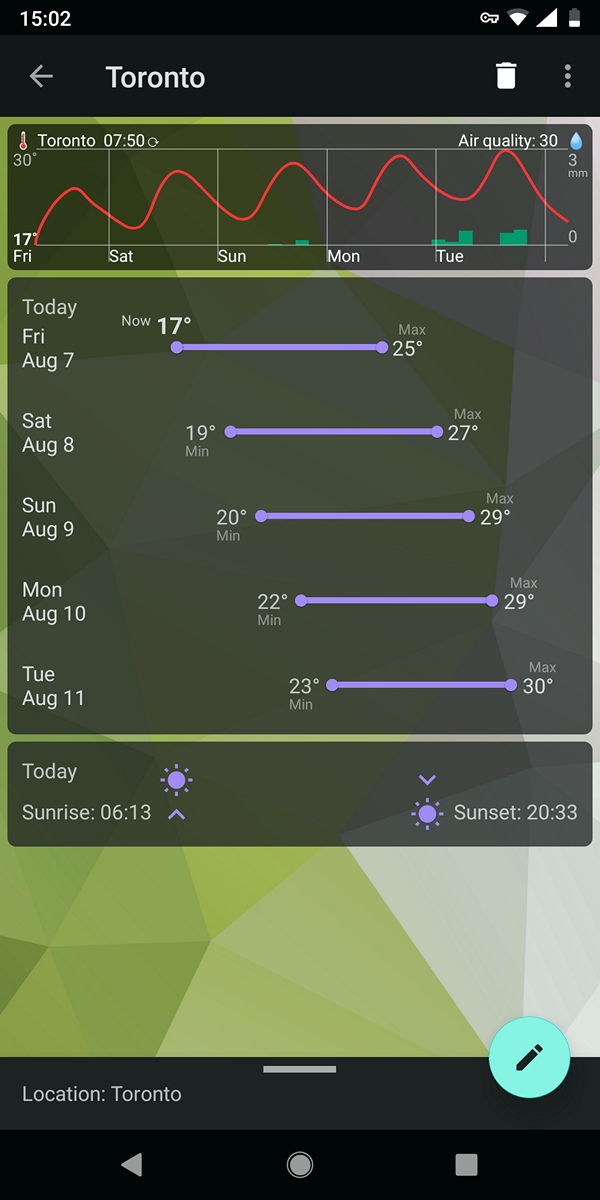 15:02
Toronto
Toronto 07:50 Air quality: 30
30° 3
mm
17° 0
Fri Sat Sun Mon Tue
Today
Now 17° Max
Fri 25°
Aug 7
Sat Max
19° 27°
Aug 8 Min
Sun Max
20° 29°
Aug 9 Min
Mon Max
22° 29°
Aug 10 Min
Tue Max
23° 30°
Aug 11 Min
Today
Sunrise: 06:13 Sunset: 20:33
Location: Toronto